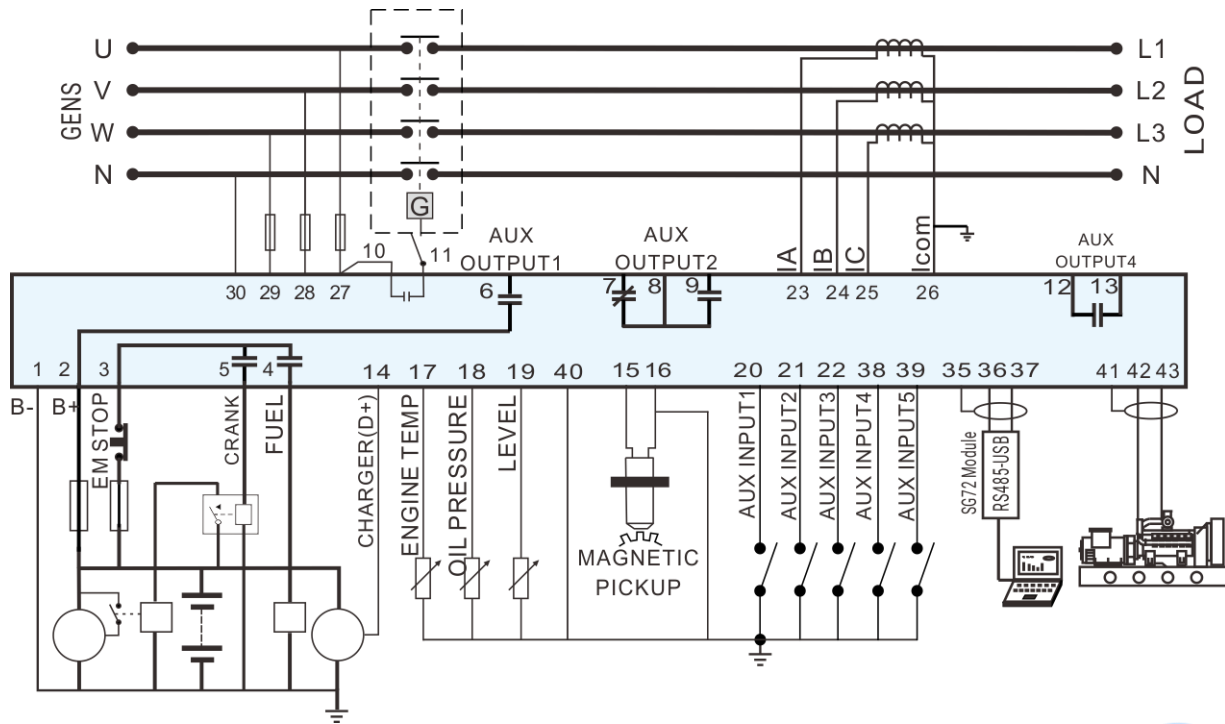 U L1
V L2
W L3
N N
GENS
LOAD
G
10 11
AUX
OUTPUT1
AUX
OUTPUT2
IA
IB
IC
Icom
AUX
OUTPUT4
30 29 28 27
6
7 8 9
23 24 25 26
12 13
1 2 3 5 4 14 17 18 19 40 15 16 20 21 22 38 39 35 36 37 41 42 43
B- B+
EM STOP
CRANK
FUEL
CHARGER(D+)
ENGINE TEMP
OIL PRESSURE
LEVEL
MAGNETIC
PICKUP
AUX INPUT1
AUX INPUT2
AUX INPUT3
AUX INPUT4
AUX INPUT5
SG72 Module
RS485-USB